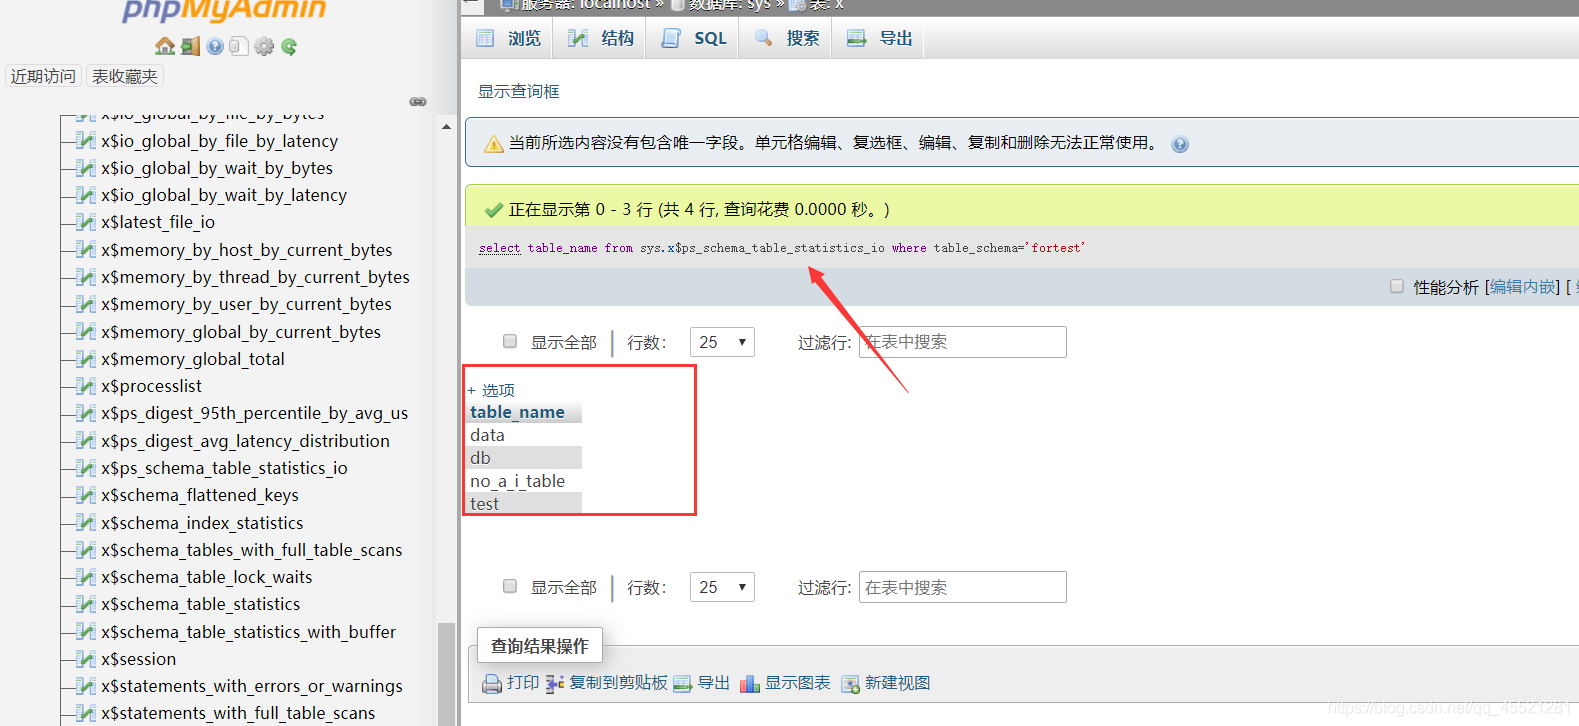 phpMyAdmin
近期访问 表收藏夹
x$io_global_by_file_by_bytes
x$io_global_by_file_by_latency
x$io_global_by_wait_by_bytes
x$io_global_by_wait_by_latency
x$latest_file_io
x$memory_by_host_by_current_bytes
x$memory_by_thread_by_current_bytes
x$memory_by_user_by_current_bytes
x$memory_global_by_current_bytes
x$memory_global_total
x$processlist
x$ps_digest_95th_percentile_by_avg_us
x$ps_digest_avg_latency_distribution
x$ps_schema_table_statistics_io
x$schema_flattened_keys
x$schema_index_statistics
x$schema_tables_with_full_table_scans
x$schema_table_lock_waits
x$schema_table_statistics
x$schema_table_statistics_with_buffer
x$session
x$statements_with_errors_or_warnings
x$statements_with_full_table_scans
服务器: localhost » 数据库: sys » 表: x
浏览 结构 SQL 搜索 导出
显示查询框
当前所选内容没有包含唯一字段。单元格编辑、复选框、编辑、复制和删除无法正常使用。
正在显示第 0 - 3 行 (共 4 行, 查询花费 0.0000 秒。)
select table_name from sys.x$ps_schema_table_statistics_io where table_schema='fortest'
性能分析 [编辑内嵌] [
显示全部 行数: 25 过滤行: 在表中搜索
+ 选项
table_name
data
db
no_a_i_table
test
显示全部 行数: 25 过滤行: 在表中搜索
查询结果操作
打印 复制到剪贴板 导出 显示图表 新建视图
https://blog.csdn.net/qq_45521281